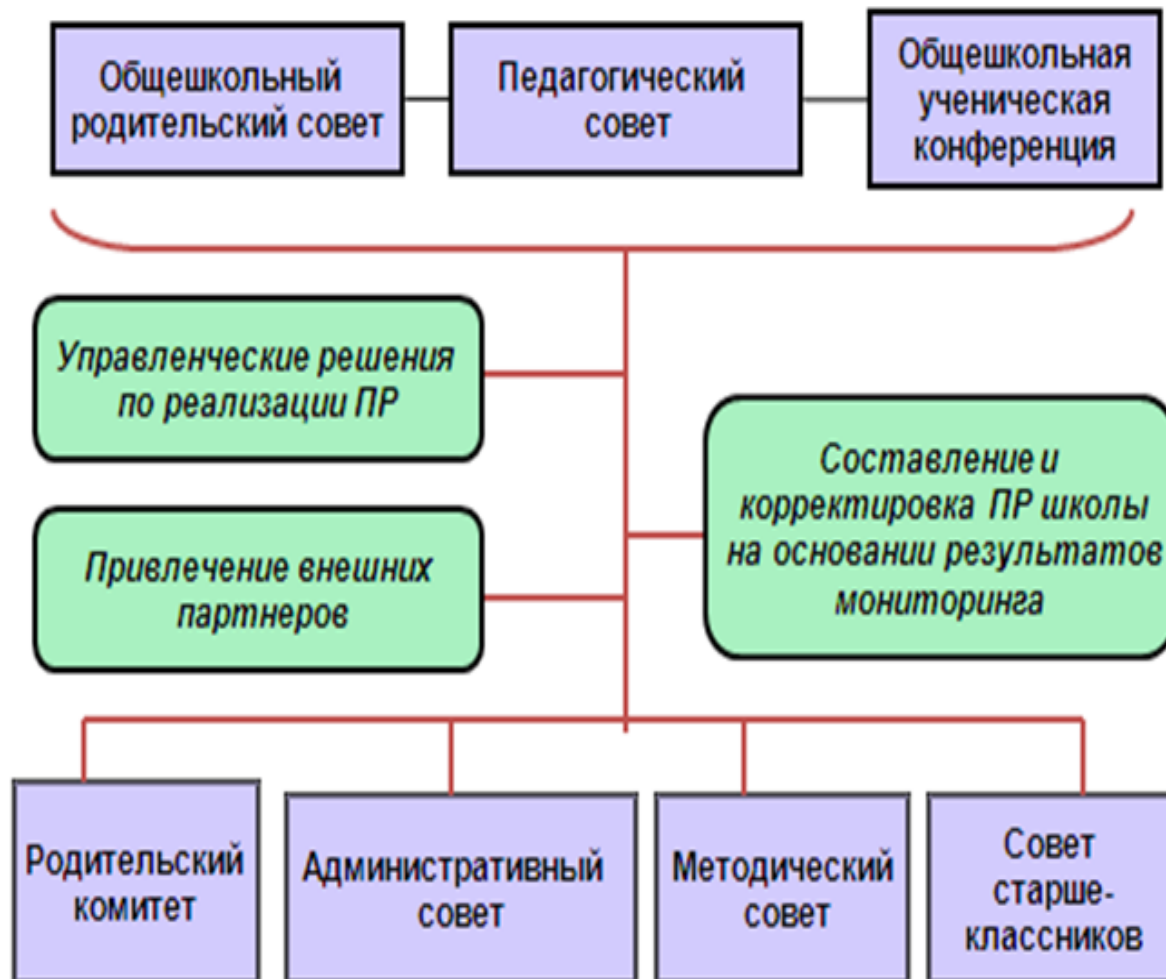 Общешкольный
родительский совет
Педагогический
совет
Общешкольная
ученическая
конференция
Управленческие решения
по реализации ПР
Привлечение внешних
партнеров
Составление и
корректировка ПР школы
на основании результатов
мониторинга
Родительский
комитет
Административный
совет
Методический
совет
Совет
старше-
классников